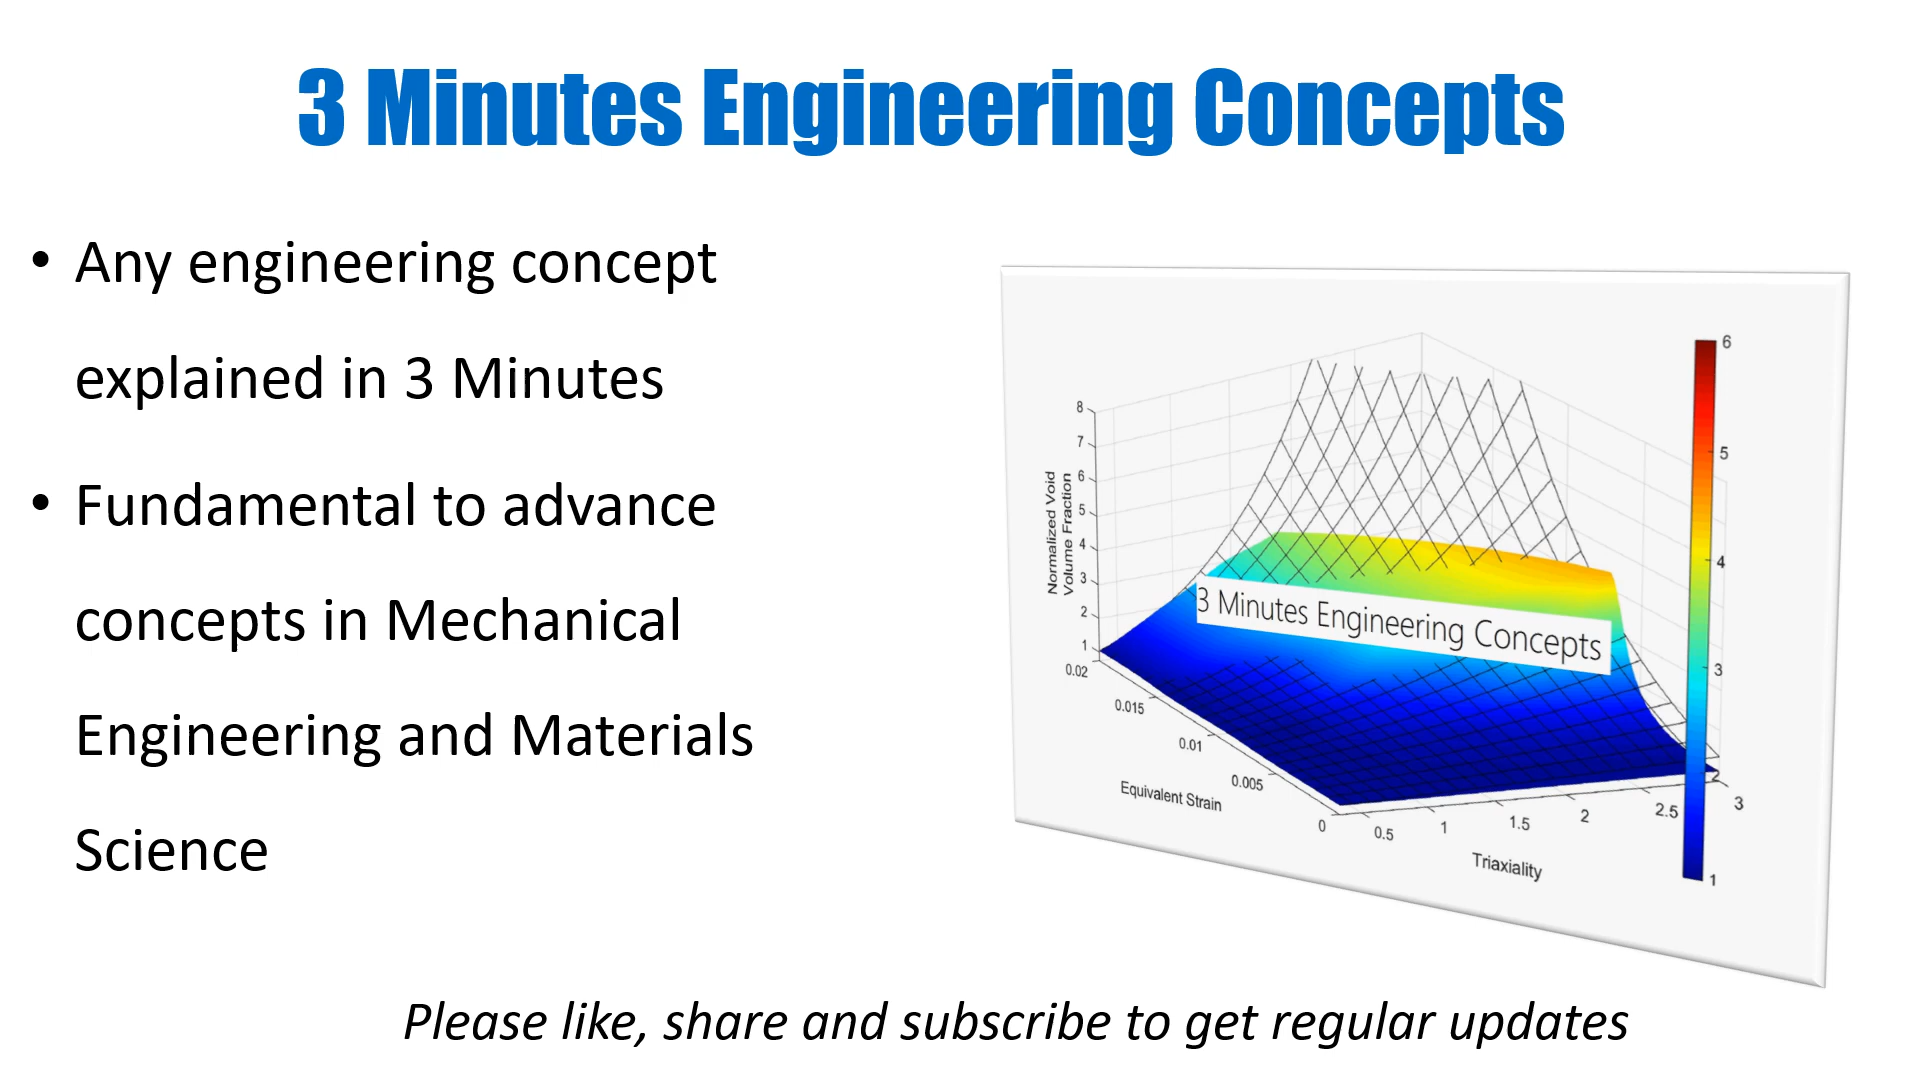 3 Minutes Engineering Concepts
• Any engineering concept
explained in 3 Minutes
• Fundamental to advance
concepts in Mechanical
Engineering and Materials
Science
8
7
6
5
4
3
2
1
Normalized Void
Volume Fraction
0.02
0.015
0.01
0.005
0
Equivalent Strain
0.5
1
1.5
2
2.5
3
Triaxiality
3 Minutes Engineering Concepts
6
5
4
3
2
1
Please like, share and subscribe to get regular updates